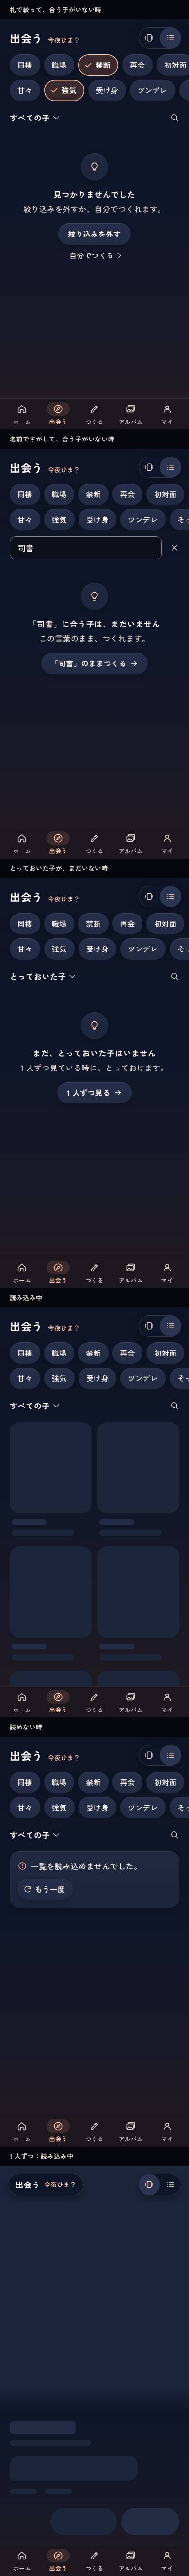 札で絞って、合う子がいない時
出会う 今夜ひま？
同棲 職場 禁断 再会 初対面
甘々 強気 受け身 ツンデレ
すべての子
見つかりませんでした
絞り込みを外すか、自分でつくれます。
絞り込みを外す
自分でつくる
ホーム 出会う つくる アルバム マイ
名前でさがして、合う子がいない時
出会う 今夜ひま？
同棲 職場 禁断 再会 初対面
甘々 強気 受け身 ツンデレ そっ
司書
「司書」に合う子は、まだいません
この言葉のまま、つくれます。
「司書」のままつくる
ホーム 出会う つくる アルバム マイ
とっておいた子が、まだいない時
出会う 今夜ひま？
同棲 職場 禁断 再会 初対面
甘々 強気 受け身 ツンデレ そっ
とっておいた子
まだ、とっておいた子はいません
1 人ずつ見ている時に、とっておけます。
1 人ずつ見る
ホーム 出会う つくる アルバム マイ
読み込み中
出会う 今夜ひま？
同棲 職場 禁断 再会 初対面
甘々 強気 受け身 ツンデレ そっ
すべての子
ホーム 出会う つくる アルバム マイ
読めない時
出会う 今夜ひま？
同棲 職場 禁断 再会 初対面
甘々 強気 受け身 ツンデレ そっ
すべての子
一覧を読み込めませんでした。
もう一度
ホーム 出会う つくる アルバム マイ
1 人ずつ：読み込み中
出会う 今夜ひま？
ホーム 出会う つくる アルバム マイ